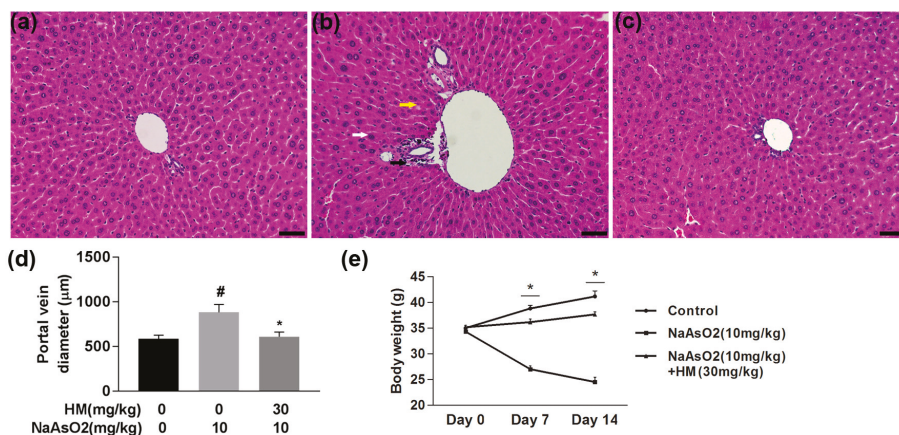 (a)
(b)
(c)
(d)
1500
1000
500
0
Portal vein
diameter (μm)
#
*
HM(mg/kg) 0 0 30
NaAsO2(mg/kg) 0 10 10
(e)
45
40
35
30
25
20
Body weight (g)
*
*
Day 0 Day 7 Day 14
Control
NaAsO2(10mg/kg)
NaAsO2(10mg/kg)
+HM(30mg/kg)